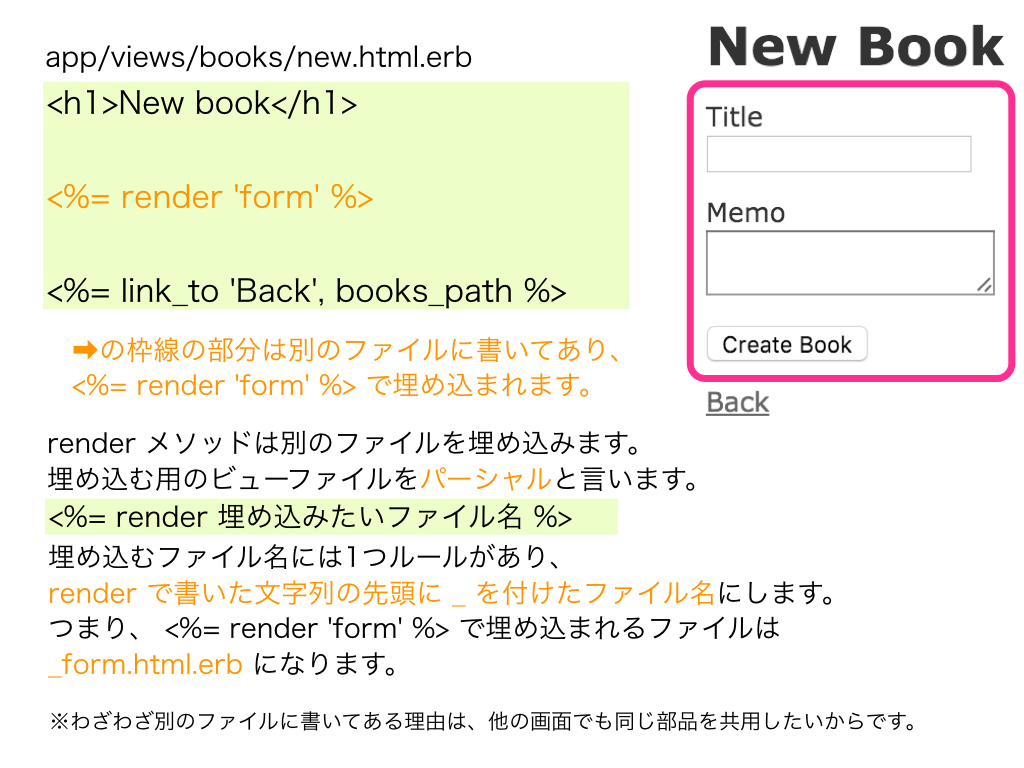 app/views/books/new.html.erb
<h1>New book</h1>
<%= render 'form' %>
<%= link_to 'Back', books_path %>
➡の枠線の部分は別のファイルに書いてあり、
<%= render 'form' %> で埋め込まれます。
New Book
Title
Memo
Create Book
Back
render メソッドは別のファイルを埋め込みます。
埋め込む用のビューファイルをパーシャルと言います。
<%= render 埋め込みたいファイル名 %>
埋め込むファイル名には1つルールがあり、
render で書いた文字列の先頭に _ を付けたファイル名にします。
つまり、 <%= render 'form' %> で埋め込まれるファイルは
_form.html.erb になります。
※わざわざ別のファイルに書いてある理由は、他の画面でも同じ部品を共用したいからです。